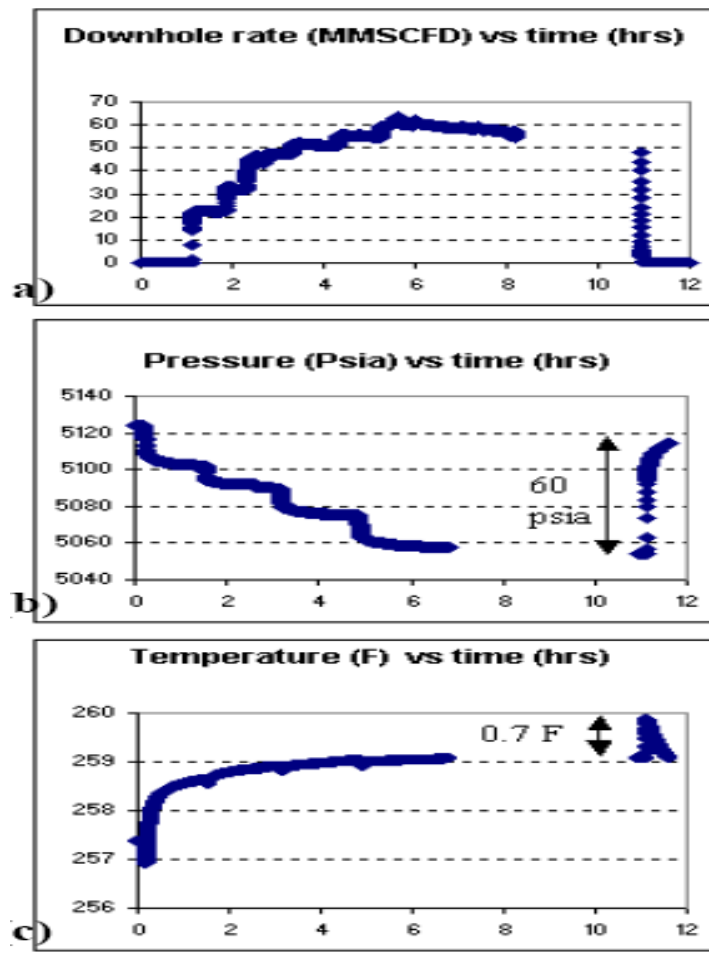 Downhole rate (MMSCFD) vs time (hrs)
70
60
50
40
30
20
10
0
0 2 4 6 8 10 12
a)
Pressure (Psia) vs time (hrs)
5140
5120
5100
5080
5060
5040
60
psia
0 2 4 6 8 10 12
b)
Temperature (F) vs time (hrs)
260
259
258
257
256
0.7 F
0 2 4 6 8 10 12
c)